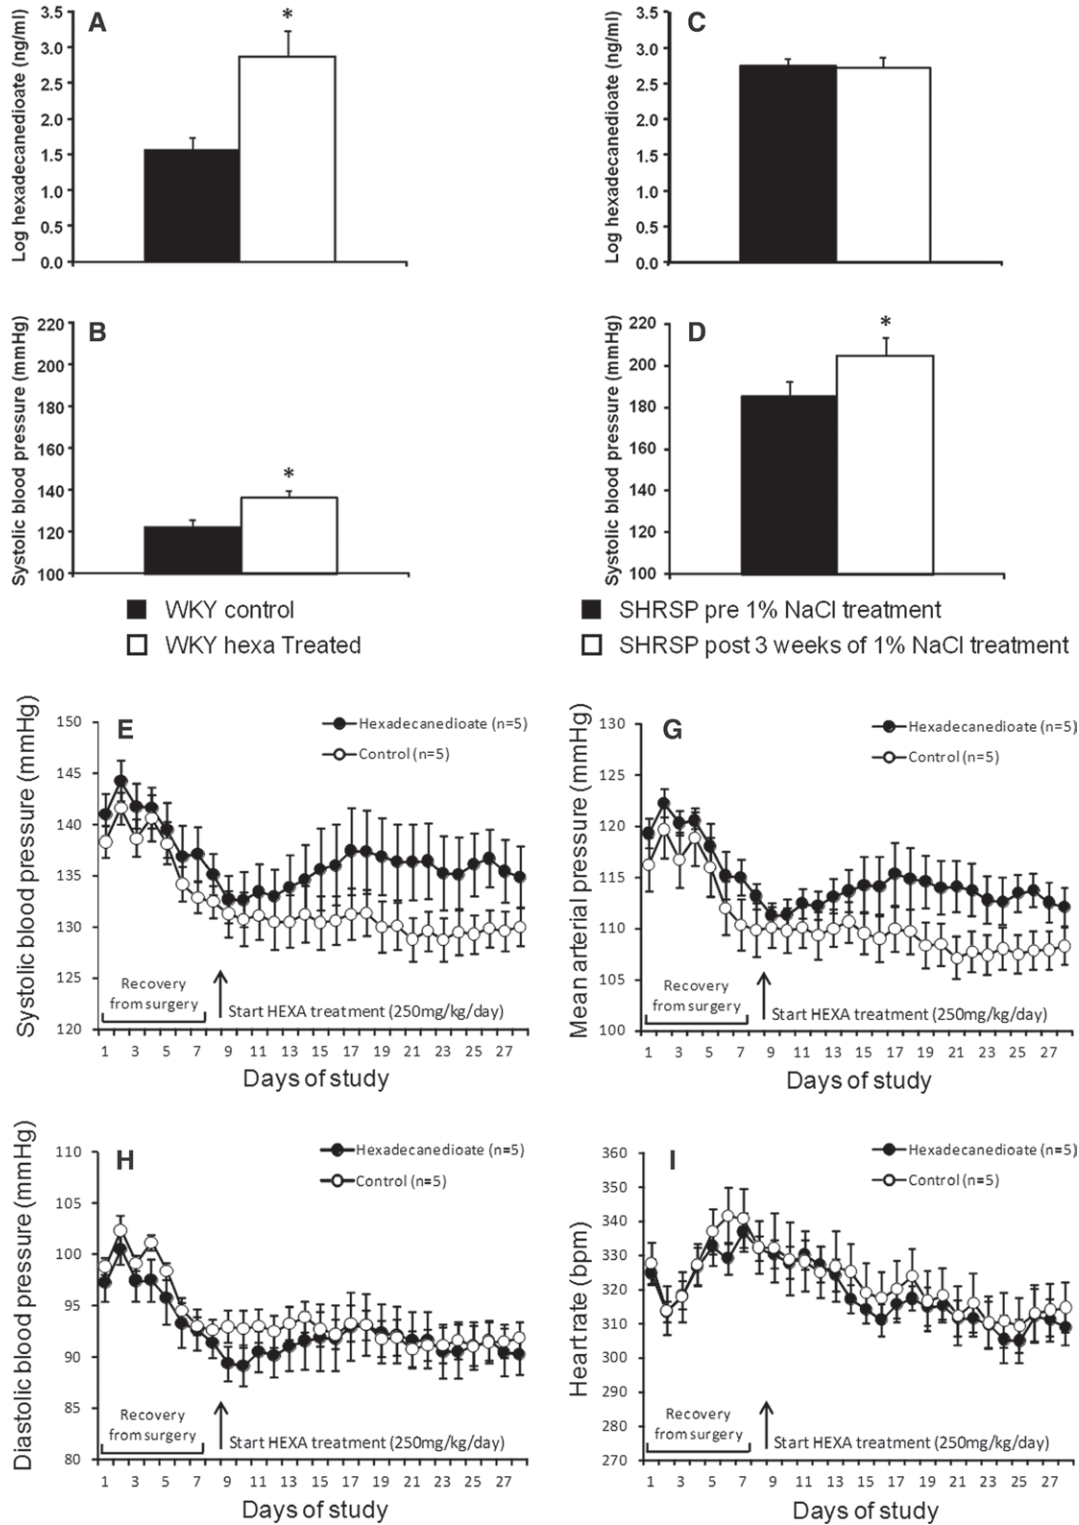 A
Log hexadecanedioate (ng/ml)
3.5
3.0
2.5
2.0
1.5
1.0
0.5
0.0
*
C
Log hexadecanedioate (ng/ml)
3.5
3.0
2.5
2.0
1.5
1.0
0.5
0.0
B
Systolic blood pressure (mmHg)
220
200
180
160
140
120
100
*
D
Systolic blood pressure (mmHg)
220
200
180
160
140
120
100
*
WKY control
WKY hexa Treated
SHRSP pre 1% NaCl treatment
SHRSP post 3 weeks of 1% NaCl treatment
E
Systolic blood pressure (mmHg)
150
145
140
135
130
125
120
Hexadecanedioate (n=5)
Control (n=5)
Recovery
from surgery
Start HEXA treatment (250mg/kg/day)
1 3 5 7 9 11 13 15 17 19 21 23 25 27
Days of study
G
Mean arterial pressure (mmHg)
130
125
120
115
110
105
100
Hexadecanedioate (n=5)
Control (n=5)
Recovery
from surgery
Start HEXA treatment (250mg/kg/day)
1 3 5 7 9 11 13 15 17 19 21 23 25 27
Days of study
H
Diastolic blood pressure (mmHg)
110
105
100
95
90
85
80
Hexadecanedioate (n=5)
Control (n=5)
Recovery
from surgery
Start HEXA treatment (250mg/kg/day)
1 3 5 7 9 11 13 15 17 19 21 23 25 27
Days of study
I
Heart rate (bpm)
360
350
340
330
320
310
300
290
280
270
Hexadecanedioate (n=5)
Control (n=5)
Recovery
from surgery
Start HEXA treatment (250mg/kg/day)
1 3 5 7 9 11 13 15 17 19 21 23 25 27
Days of study